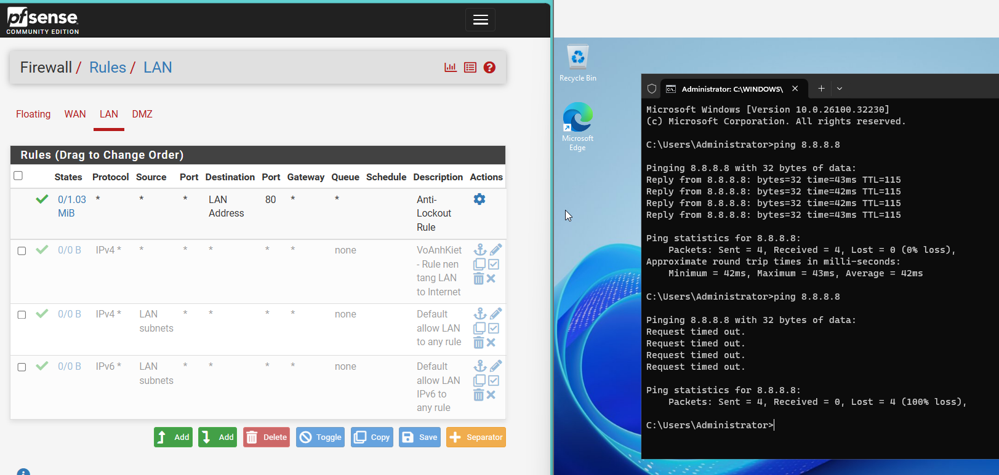 pfsense
COMMUNITY EDITION
Firewall / Rules / LAN
Floating WAN LAN DMZ
Rules (Drag to Change Order)
States Protocol Source Port Destination Port Gateway Queue Schedule Description Actions
0/1.03 MiB * * * LAN Address 80 * * Anti-Lockout Rule
0/0 B IPv4 * * * * * * none VoAnhKiet - Rule nen tang LAN to Internet
0/0 B IPv4 * LAN subnets * * * * none Default allow LAN to any rule
0/0 B IPv6 * LAN subnets * * * * none Default allow LAN IPv6 to any rule
Add Add Delete Toggle Copy Save Separator
Recycle Bin
Microsoft Edge
Administrator: C:\WINDOWS\
Microsoft Windows [Version 10.0.26100.32230]
(c) Microsoft Corporation. All rights reserved.
C:\Users\Administrator>ping 8.8.8.8
Pinging 8.8.8.8 with 32 bytes of data:
Reply from 8.8.8.8: bytes=32 time=43ms TTL=115
Reply from 8.8.8.8: bytes=32 time=42ms TTL=115
Reply from 8.8.8.8: bytes=32 time=42ms TTL=115
Reply from 8.8.8.8: bytes=32 time=43ms TTL=115
Ping statistics for 8.8.8.8:
Packets: Sent = 4, Received = 4, Lost = 0 (0% loss),
Approximate round trip times in milli-seconds:
Minimum = 42ms, Maximum = 43ms, Average = 42ms
C:\Users\Administrator>ping 8.8.8.8
Pinging 8.8.8.8 with 32 bytes of data:
Request timed out.
Request timed out.
Request timed out.
Request timed out.
Ping statistics for 8.8.8.8:
Packets: Sent = 4, Received = 0, Lost = 4 (100% loss),
C:\Users\Administrator>